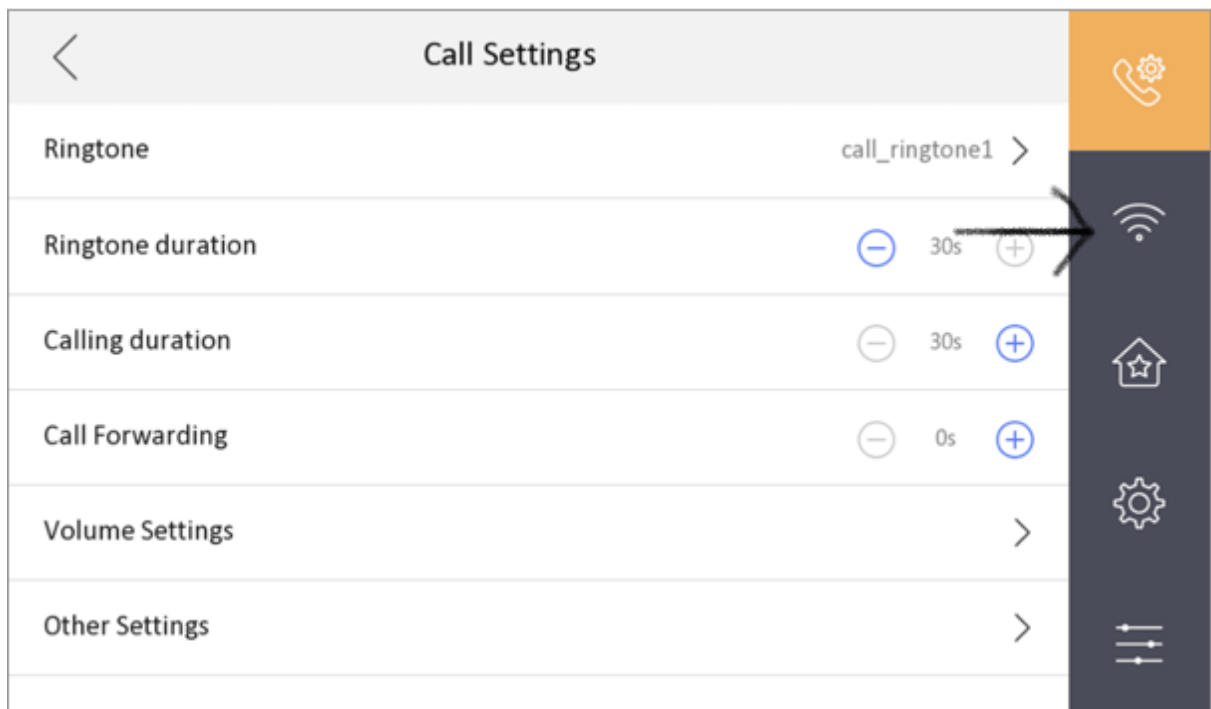 Call Settings
Ringtone call_ringtone1
Ringtone duration 30s
Calling duration 30s
Call Forwarding 0s
Volume Settings
Other Settings